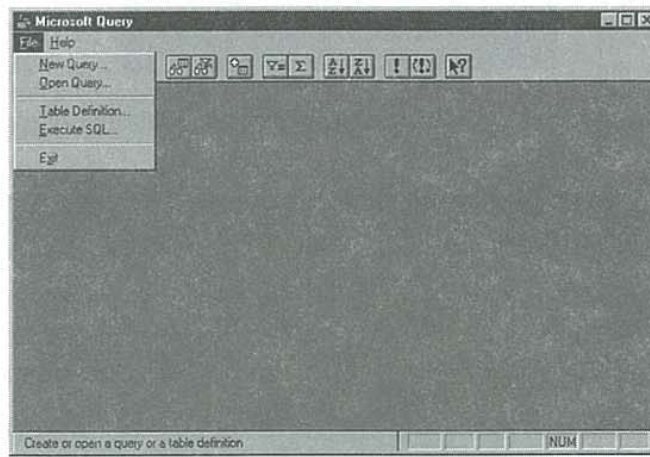 Microsoft Query
File Help
New Query...
Open Query...
Table Definition...
Execute SQL...
Exit
Create or open a query or a table definition
NUM